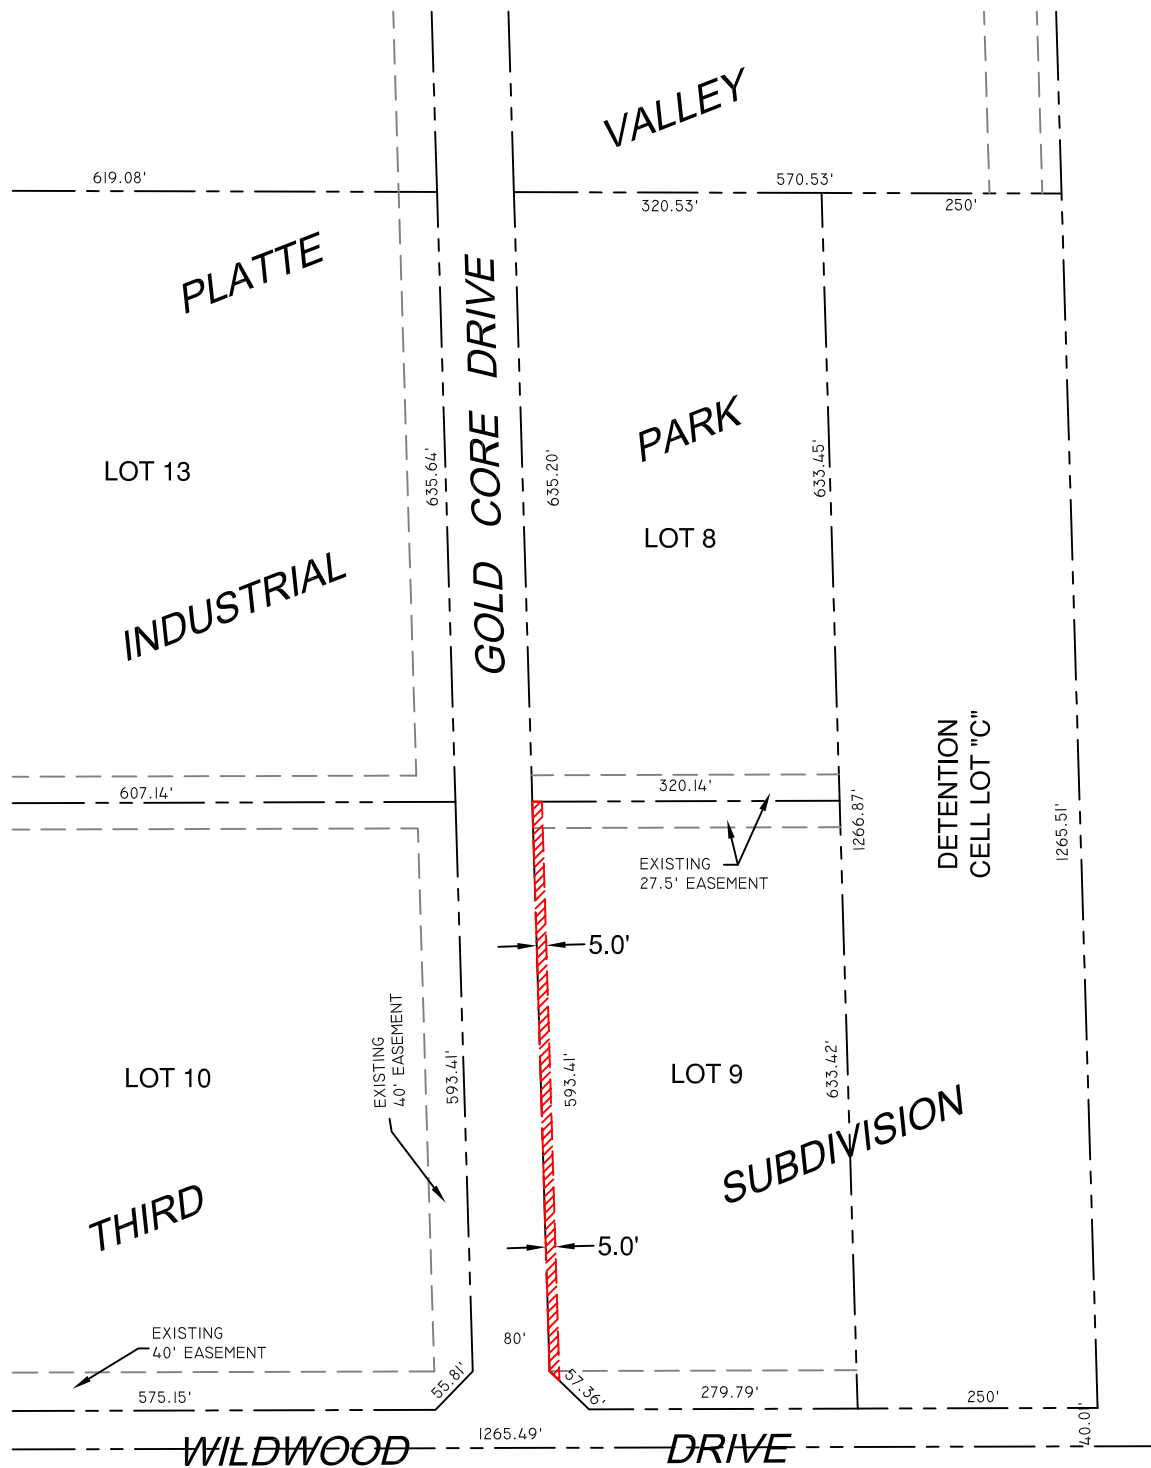 VALLEY
619.08'
570.53'
320.53'
250'
PLATTE
GOLD CORE DRIVE
PARK
LOT 13
635.64'
635.20'
633.45'
LOT 8
INDUSTRIAL
607.14'
320.14'
EXISTING
27.5' EASEMENT
1266.87'
DETENTION
CELL LOT "C"
1265.51'
5.0'
EXISTING
40' EASEMENT
593.41'
593.41'
633.42'
LOT 10
LOT 9
SUBDIVISION
THIRD
5.0'
EXISTING
40' EASEMENT
80'
575.15'
55.81'
57.36'
279.79'
250'
40.01'
1265.49'
WILDWOOD DRIVE